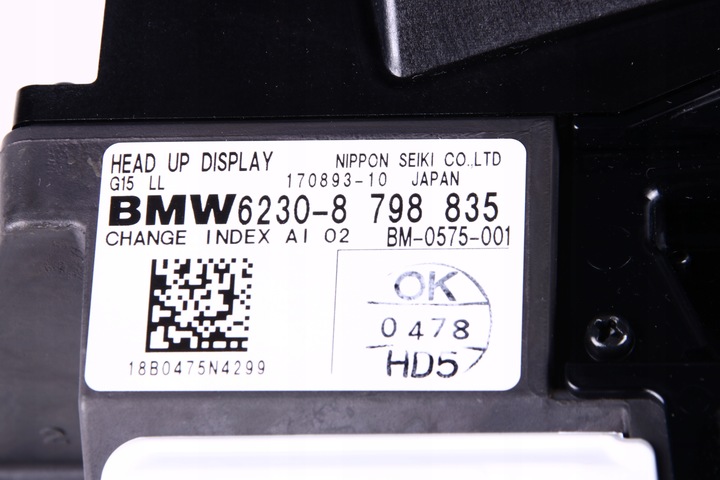 HEAD UP DISPLAY NIPPON SEIKI CO.,LTD
G15 LL 170893-10 JAPAN
BMW6230-8 798 835
CHANGE INDEX AI 02 BM-0575-001
OK
0478
HD5
18B0475N4299